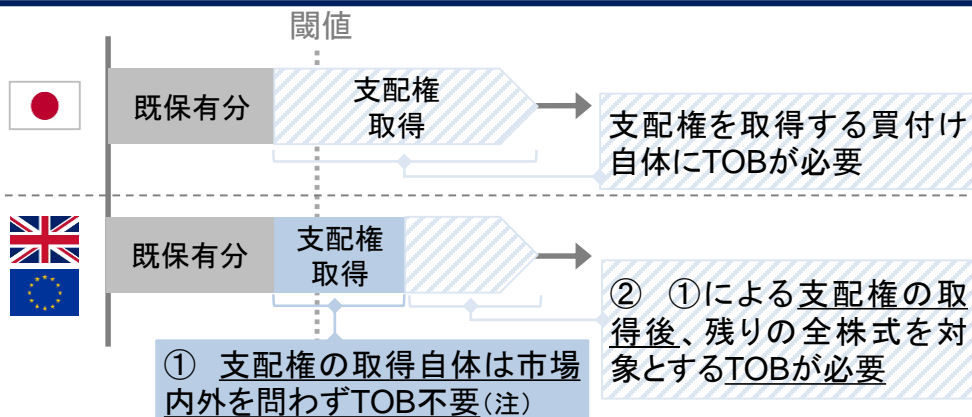 閾値
既保有分
支配権
取得
支配権を取得する買付け
自体にTOBが必要
既保有分
支配権
取得
② ①による支配権の取
得後、残りの全株式を対
象とするTOBが必要
① 支配権の取得自体は市場
内外を問わずTOB不要(注)